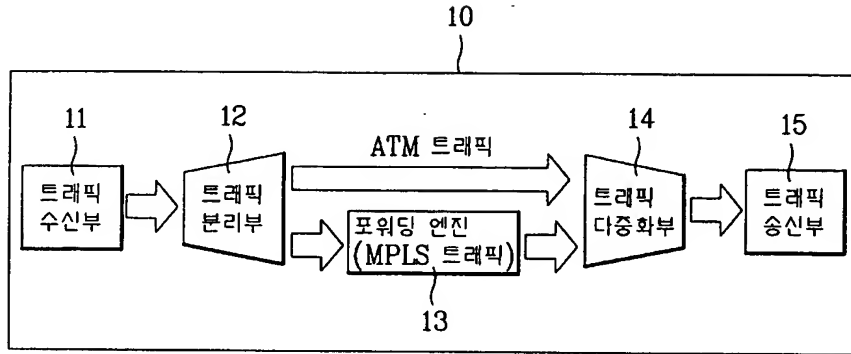 10
11
12
14
15
ATM 트래픽
트래픽
수신부
트래픽
분리부
포워딩 엔진
(MPLS 트래픽)
13
트래픽
다중화부
트래픽
송신부